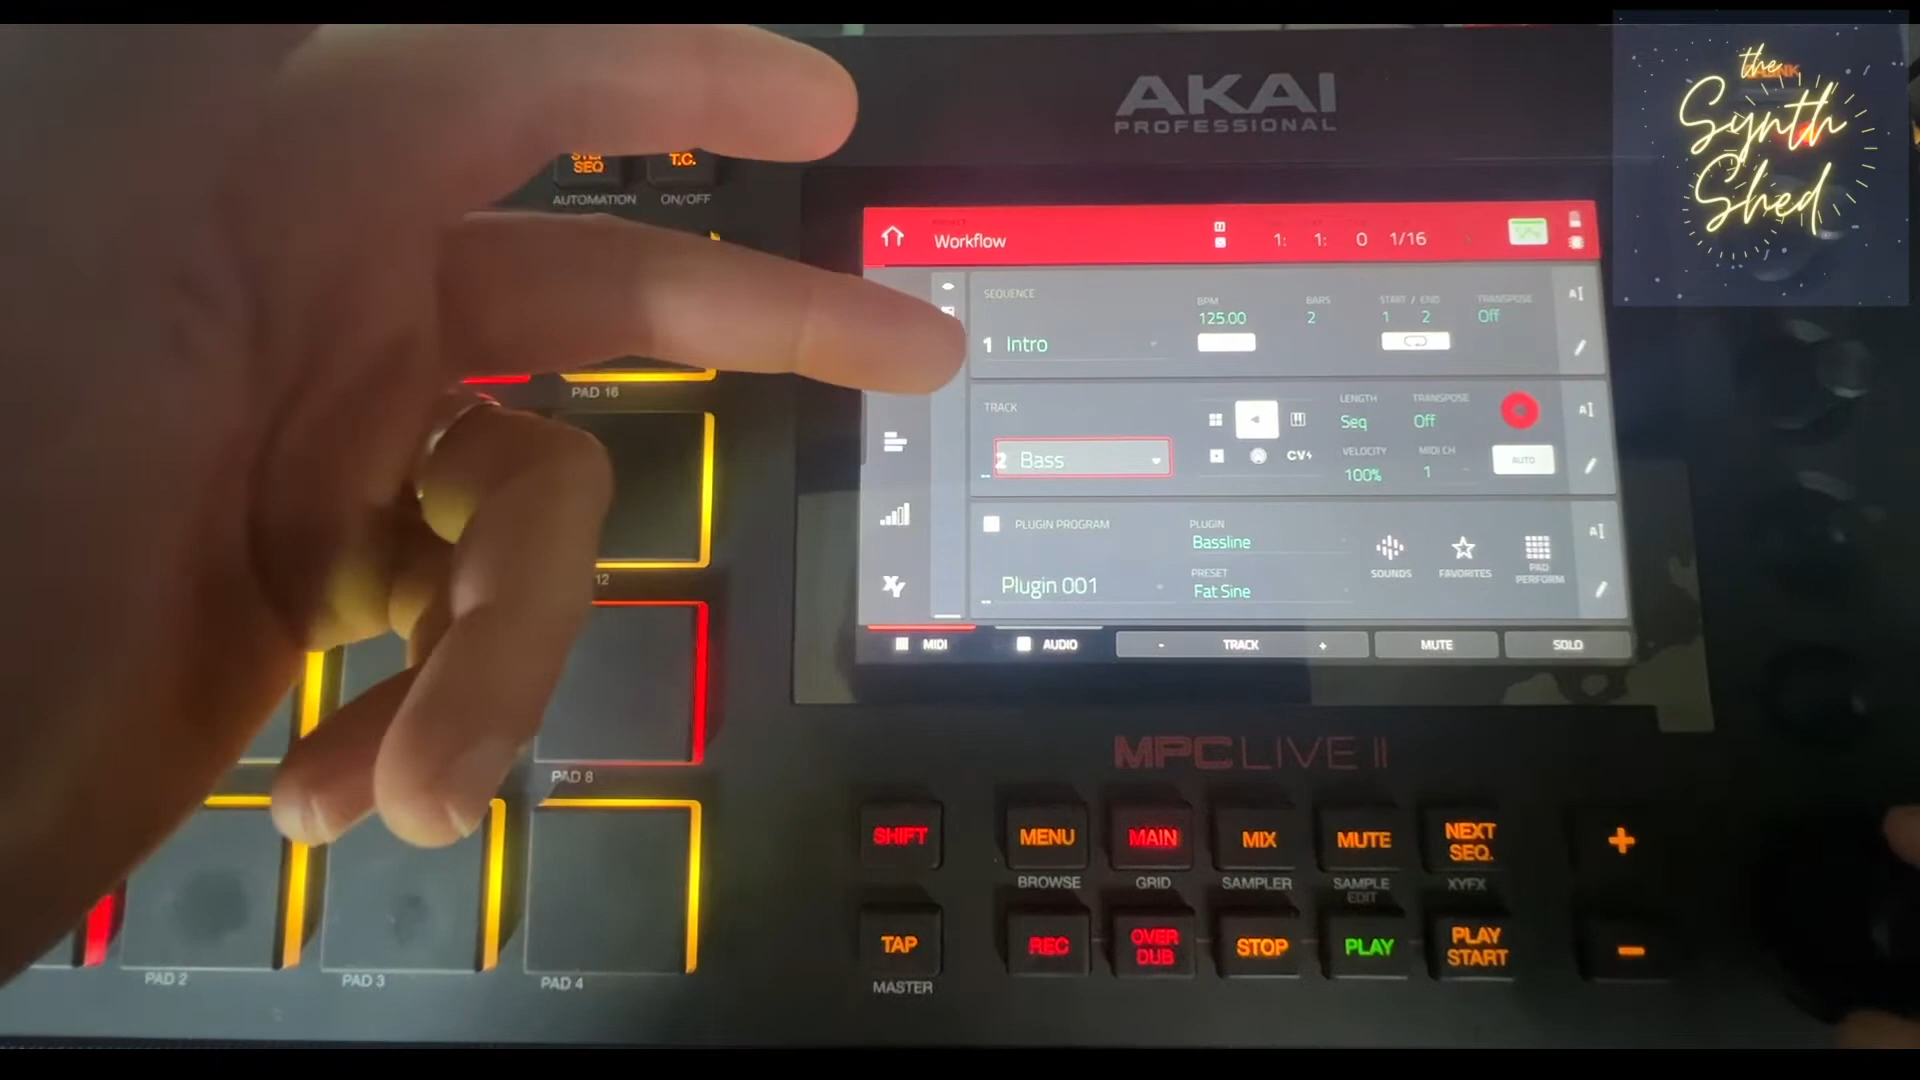 the
Synth
Shed
AKAI
PROFESSIONAL
SEQ
T.C.
AUTOMATION
ON/OFF
Workflow
1: 1: 0 1/16
SEQUENCE
BPM
BARS
START / END
TRANSPOSE
125.00
2
1 2
Off
1 Intro
TRACK
LENGTH
TRANSPOSE
Seq
Off
2 Bass
CV
VELOCITY
MIDI CH
AUTO
100%
1
PLUGIN PROGRAM
PLUGIN
Bassline
SOUNDS
FAVORITES
PAD
PERFORM
Plugin 001
PRESET
Fat Sine
XY
MIDI
AUDIO
- TRACK +
MUTE
SOLO
PAD 16
12
PAD 8
PAD 2
PAD 3
PAD 4
MPC LIVE II
SHIFT
MENU
MAIN
MIX
MUTE
NEXT
SEQ.
+
BROWSE
GRID
SAMPLER
SAMPLE
EDIT
XYFX
TAP
REC
OVER
DUB
STOP
PLAY
PLAY
START
-
MASTER